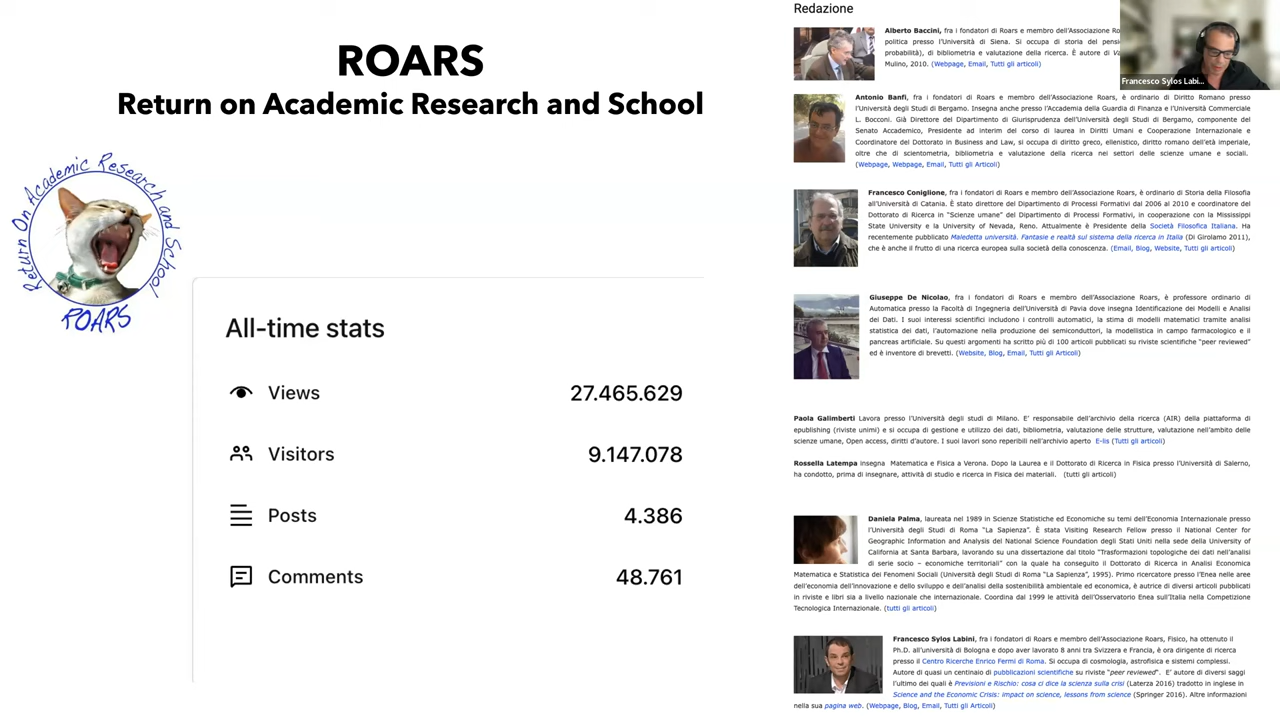 ROARS
Return on Academic Research and School
Return On Academic Research and School
ROARS
All-time stats
Views 27.465.629
Visitors 9.147.078
Posts 4.386
Comments 48.761
Redazione
Alberto Baccini, fra i fondatori di Roars e membro dell'Associazione Roars, è
politica presso l'Università di Siena. Si occupa di storia del pensi
probabilità), di bibliometria e valutazione della ricerca. È autore di Va
Mulino, 2010. (Webpage, Email, Tutti gli articoli)
Francesco Sylos Labi...
Antonio Banfi, fra i fondatori di Roars e membro dell'Associazione Roars, è ordinario di Diritto Romano presso
l'Università degli Studi di Bergamo. Insegna anche presso l'Accademia della Guardia di Finanza e l'Università Commerciale
L. Bocconi. Già Direttore del Dipartimento di Giurisprudenza dell'Università degli Studi di Bergamo, componente del
Senato Accademico, Presidente ad interim del corso di laurea in Diritti Umani e Cooperazione Internazionale e
Coordinatore del Dottorato in Business and Law, si occupa di diritto greco, ellenistico, diritto romano dell'età imperiale,
oltre che di scientometria, bibliometria e valutazione della ricerca nei settori delle scienze umane e sociali.
(Webpage, Webpage, Email, Tutti gli Articoli)
Francesco Coniglione, fra i fondatori di Roars e membro dell'Associazione Roars, è ordinario di Storia della Filosofia
all'Università di Catania. È stato direttore del Dipartimento di Processi Formativi dal 2006 al 2010 e coordinatore del
Dottorato di Ricerca in "Scienze umane" del Dipartimento di Processi Formativi, in cooperazione con la Mississippi
State University e la University of Nevada, Reno. Attualmente è Presidente della Società Filosofica Italiana. Ha
recentemente pubblicato Maledetta università. Fantasie e realtà sul sistema della ricerca in Italia (Di Girolamo 2011),
che è anche il frutto di una ricerca europea sulla società della conoscenza. (Email, Blog, Website, Tutti gli articoli)
Giuseppe De Nicolao, fra i fondatori di Roars e membro dell'Associazione Roars, è professore ordinario di
Automatica presso la Facoltà di Ingegneria dell'Università di Pavia dove insegna Identificazione dei Modelli e Analisi
dei Dati. I suoi interessi scientifici includono i controlli automatici, la stima di modelli matematici tramite analisi
statistica dei dati, l'automazione nella produzione dei semiconduttori, la modellistica in campo farmacologico e il
pancreas artificiale. Su questi argomenti ha scritto più di 100 articoli pubblicati su riviste scientifiche "peer reviewed"
ed è inventore di brevetti. (Website, Blog, Email, Tutti gli Articoli)
Paola Galimberti Lavora presso l'Università degli studi di Milano. E' responsabile dell'archivio della ricerca (AIR) della piattaforma di
epublishing (riviste unimi) e si occupa di gestione e utilizzo dei dati, bibliometria, valutazione delle strutture, valutazione nell'ambito delle
scienze umane, Open access, diritti d'autore. I suoi lavori sono reperibili nell'archivio aperto E-lis (Tutti gli articoli)
Rossella Latempa insegna Matematica e Fisica a Verona. Dopo la Laurea e il Dottorato di Ricerca in Fisica presso l'Università di Salerno,
ha condotto, prima di insegnare, attività di studio e ricerca in Fisica dei materiali. (tutti gli articoli)
Daniela Palma, laureata nel 1989 in Scienze Statistiche ed Economiche su temi dell'Economia Internazionale presso
l'Università degli Studi di Roma "La Sapienza". È stata Visiting Research Fellow presso il National Center for
Geographic Information and Analysis del National Science Foundation degli Stati Uniti nella sede della University of
California at Santa Barbara, lavorando su una dissertazione dal titolo "Trasformazioni topologiche dei dati nell'analisi
di serie socio – economiche territoriali" con la quale ha conseguito il Dottorato di Ricerca in Analisi Economica
Matematica e Statistica dei Fenomeni Sociali (Università degli Studi di Roma "La Sapienza", 1995). Primo ricercatore presso l'Enea nelle aree
dell'economia dell'innovazione e dello sviluppo e dell'analisi della sostenibilità ambientale ed economica, è autrice di diversi articoli pubblicati
in riviste e libri sia a livello nazionale che internazionale. Coordina dal 1999 le attività dell'Osservatorio Enea sull'Italia nella Competizione
Tecnologica Internazionale. (tutti gli articoli)
Francesco Sylos Labini, fra i fondatori di Roars e membro dell'Associazione Roars, Fisico, ha ottenuto il
Ph.D. all'università di Bologna e dopo aver lavorato 8 anni tra Svizzera e Francia, è ora dirigente di ricerca
presso il Centro Ricerche Enrico Fermi di Roma. Si occupa di cosmologia, astrofisica e sistemi complessi.
Autore di quasi un centinaio di pubblicazioni scientifiche su riviste "peer reviewed". E' autore di diversi saggi
l'ultimo dei quali è Previsioni e Rischio: cosa ci dice la scienza sulla crisi (Laterza 2016) tradotto in inglese in
Science and the Economic Crisis: impact on science, lessons from science (Springer 2016). Altre informazioni
nella sua pagina web. (Webpage, Blog, Email, Tutti gli Articoli)